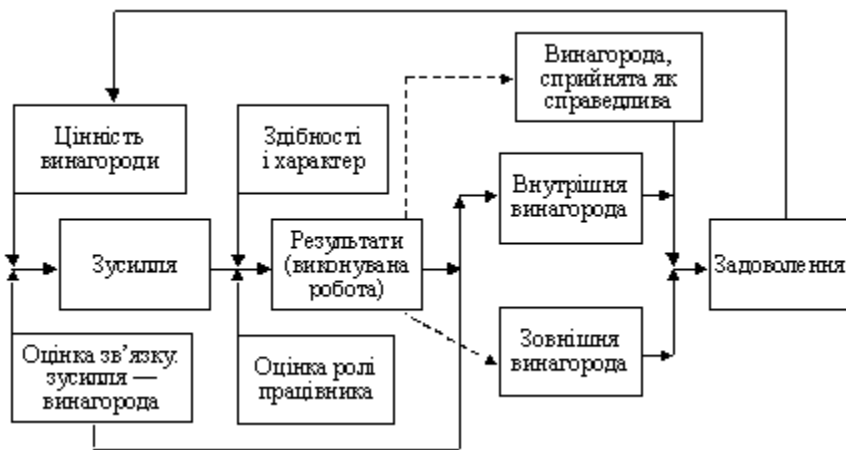 Винагорода,
сприйнята як
справедлива
Цінність
винагороди
Здібності
і характер
Внутрішня
винагорода
Зусилля
Результати
(виконувана
робота)
Задоволення
Оцінка зв’язку:
зусилля —
винагорода
Оцінка ролі
працівника
Зовнішня
винагорода